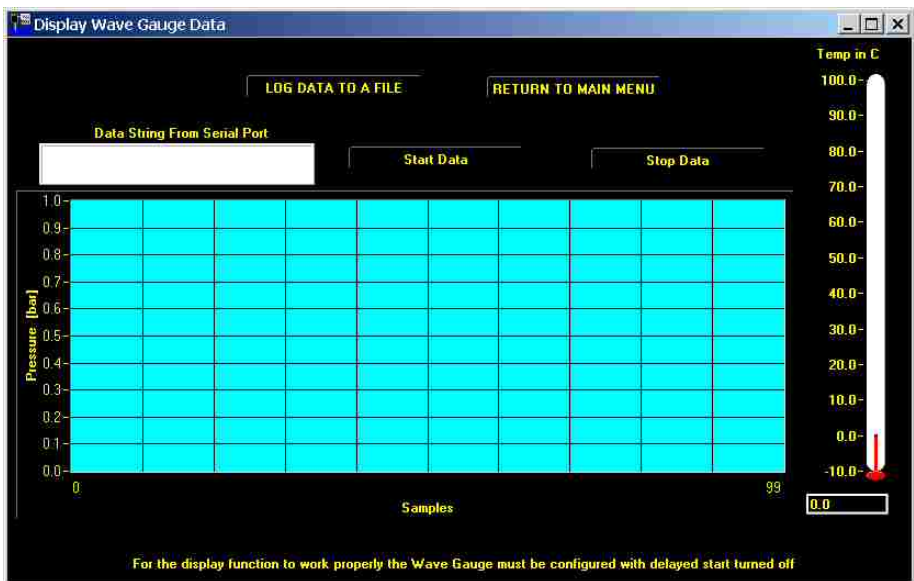 Display Wave Gauge Data
Temp in C
LOG DATA TO A FILE
RETURN TO MAIN MENU
Data String From Serial Port
Start Data
Stop Data
Pressure [bar]
1.0
0.9
0.8
0.7
0.6
0.5
0.4
0.3
0.2
0.1
0.0
0
99
Samples
100.0
90.0
80.0
70.0
60.0
50.0
40.0
30.0
20.0
10.0
0.0
-10.0
0.0
For the display function to work properly the Wave Gauge must be configured with delayed start turned off